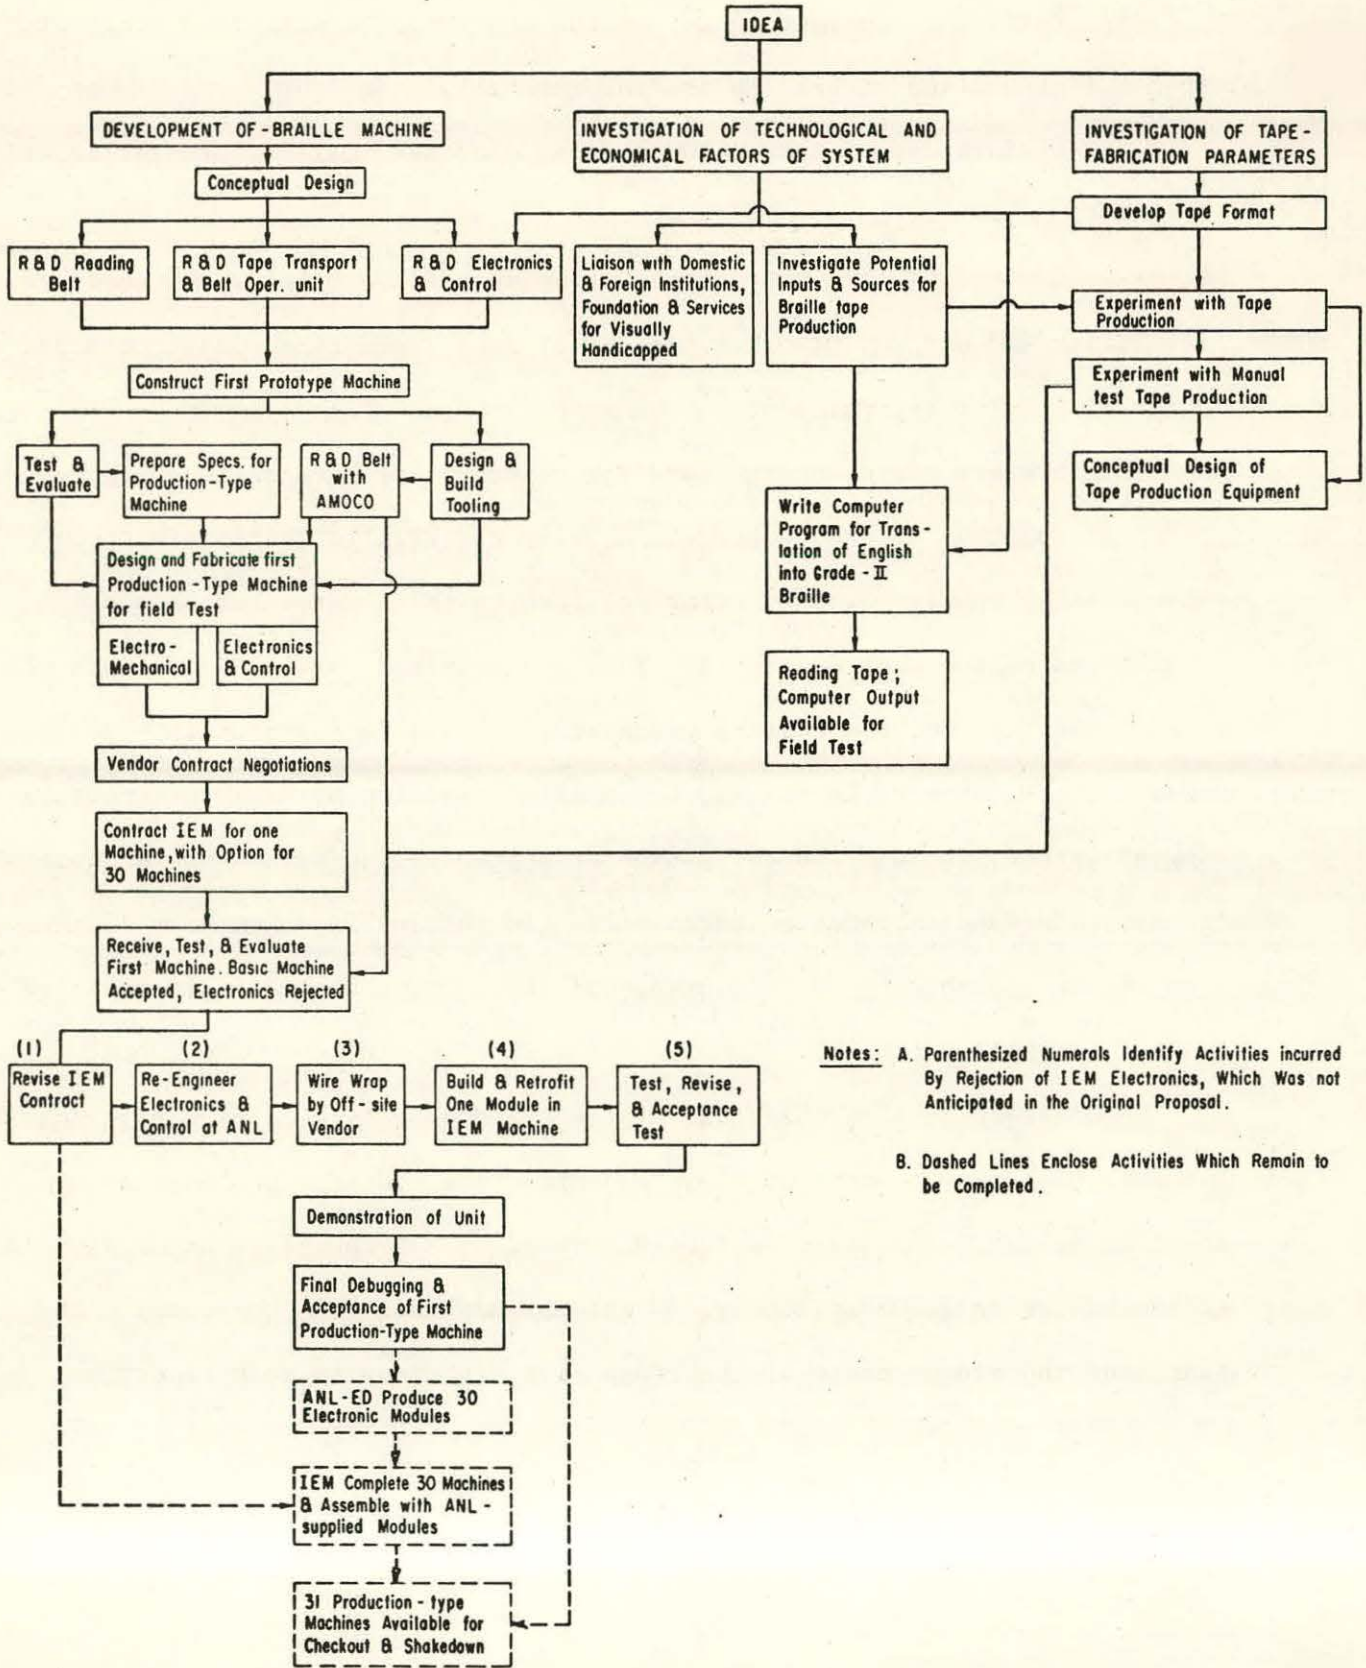 IDEA
DEVELOPMENT OF-BRAILLE MACHINE
INVESTIGATION OF TECHNOLOGICAL AND
ECONOMICAL FACTORS OF SYSTEM
INVESTIGATION OF TAPE-
FABRICATION PARAMETERS
Conceptual Design
Develop Tape Format
R & D Reading
Belt
R & D Tape Transport
& Belt Oper. unit
R & D Electronics
& Control
Liaison with Domestic
& Foreign Institutions,
Foundation & Services
for Visually
Handicapped
Investigate Potential
Inputs & Sources for
Braille tape
Production
Experiment with Tape
Production
Construct First Prototype Machine
Experiment with Manual
test Tape Production
Test &
Evaluate
Prepare Specs. for
Production-Type
Machine
R & D Belt
with
AMOCO
Design &
Build
Tooling
Conceptual Design of
Tape Production Equipment
Write Computer
Program for Trans-
lation of English
into Grade - II
Braille
Design and Fabricate first
Production -Type Machine
for field Test
Electro-
Mechanical
Electronics
& Control
Reading Tape;
Computer Output
Available for
Field Test
Vendor Contract Negotiations
Contract IEM for one
Machine, with Option for
30 Machines
Receive, Test, & Evaluate
First Machine. Basic Machine
Accepted, Electronics Rejected
(1)
(2)
(3)
(4)
(5)
Revise IEM
Contract
Re-Engineer
Electronics &
Control at ANL
Wire Wrap
by Off-site
Vendor
Build & Retrofit
One Module in
IEM Machine
Test, Revise,
& Acceptance
Test
Notes: A. Parenthesized Numerals Identify Activities incurred
By Rejection of IEM Electronics, Which Was not
Anticipated in the Original Proposal.
B. Dashed Lines Enclose Activities Which Remain to
be Completed.
Demonstration of Unit
Final Debugging &
Acceptance of First
Production-Type Machine
ANL-ED Produce 30
Electronic Modules
IEM Complete 30 Machines
& Assemble with ANL-
supplied Modules
31 Production-type
Machines Available for
Checkout & Shakedown